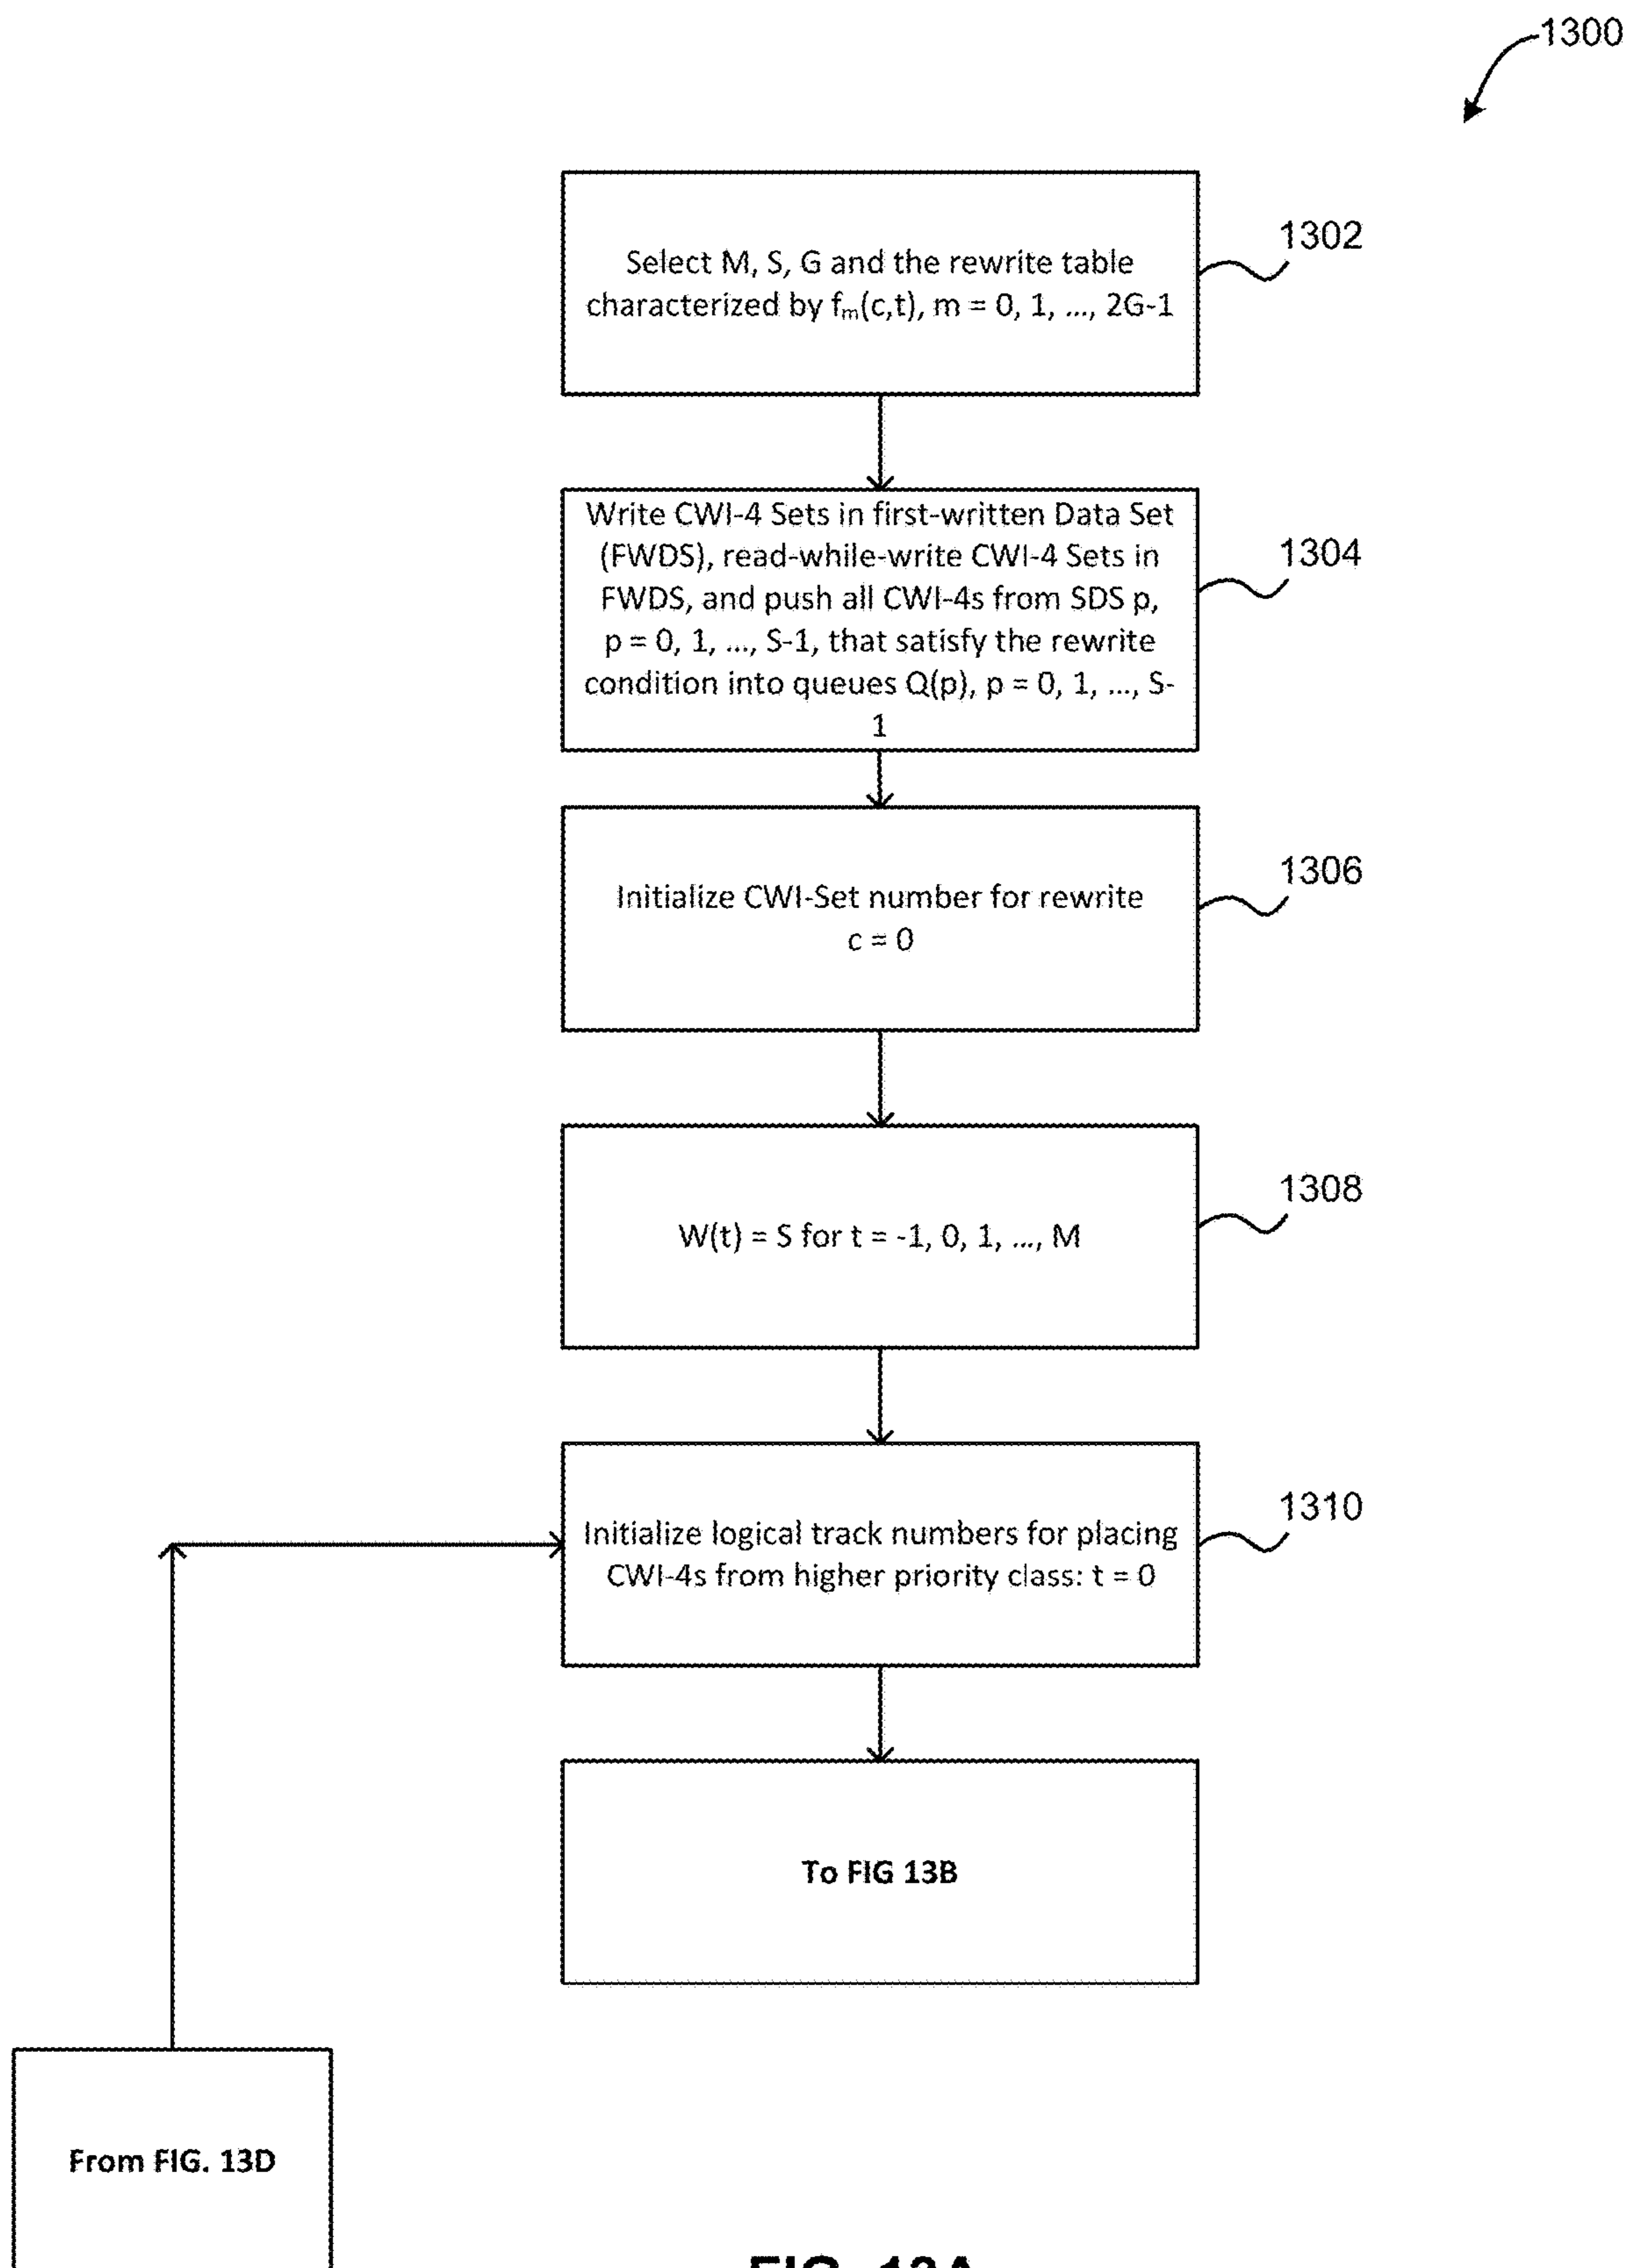 1300
Select M, S, G and the rewrite table
characterized by fₘ(c,t), m = 0, 1, ..., 2G-1
1302
Write CWI-4 Sets in first-written Data Set
(FWDS), read-while-write CWI-4 Sets in
FWDS, and push all CWI-4s from SDS p,
p = 0, 1, ..., S-1, that satisfy the rewrite
condition into queues Q(p), p = 0, 1, ..., S-
1
1304
Initialize CWI-Set number for rewrite
c = 0
1306
W(t) = S for t = -1, 0, 1, ..., M
1308
Initialize logical track numbers for placing
CWI-4s from higher priority class: t = 0
1310
To FIG 13B
From FIG. 13D
FIG. 13A